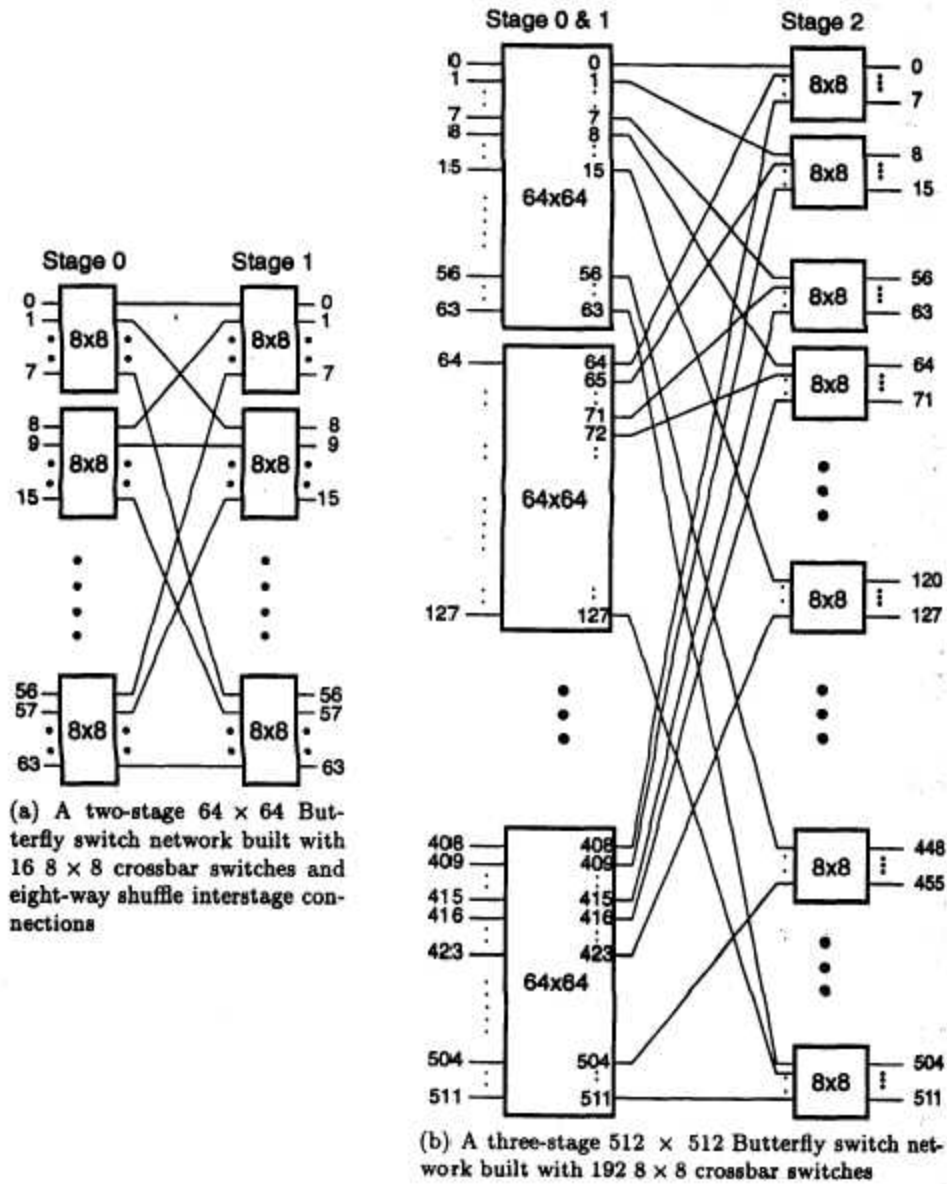 Stage 0 Stage 1
0 0
1 1
8x8 8x8
7 7
8 8
9 9
8x8 8x8
15 15
56 56
57 57
8x8 8x8
63 63
(a) A two-stage 64 × 64 But-
terfly switch network built with
16 8 × 8 crossbar switches and
eight-way shuffle interstage con-
nections
Stage 0 & 1 Stage 2
0 0 0
1 1 8x8
7 7 7
8 8 8
15 15 8x8
64x64 15
56 56 56
8x8
63 63 63
64 64 64
65 8x8
71 71
72
64x64
120
8x8
127 127 127
408 408 448
409 409 8x8
415 415 455
416 416
423 423
64x64
504 504 504
8x8
511 511 511
(b) A three-stage 512 × 512 Butterfly switch net-
work built with 192 8 × 8 crossbar switches